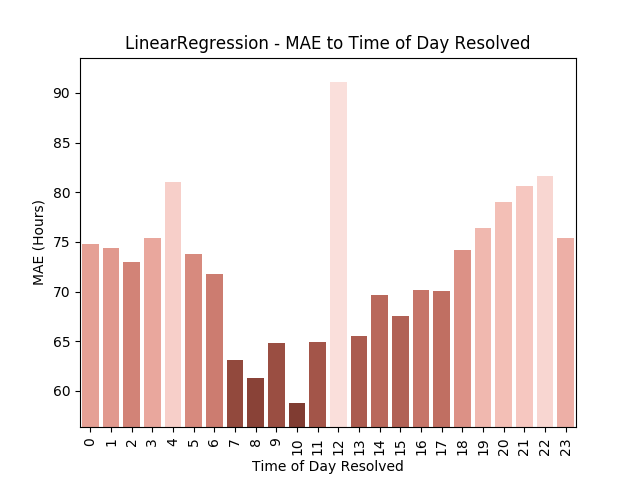 LinearRegression - MAE to Time of Day Resolved
MAE (Hours)
90
85
80
75
70
65
60
0 1 2 3 4 5 6 7 8 9 10 11 12 13 14 15 16 17 18 19 20 21 22 23
Time of Day Resolved